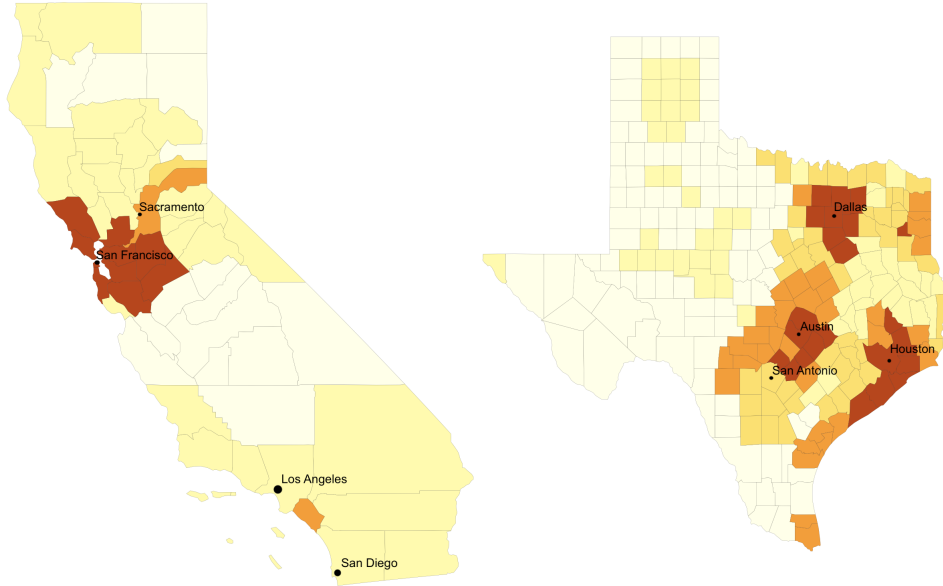 Sacramento
San Francisco
Los Angeles
San Diego
Dallas
Austin
Houston
San Antonio